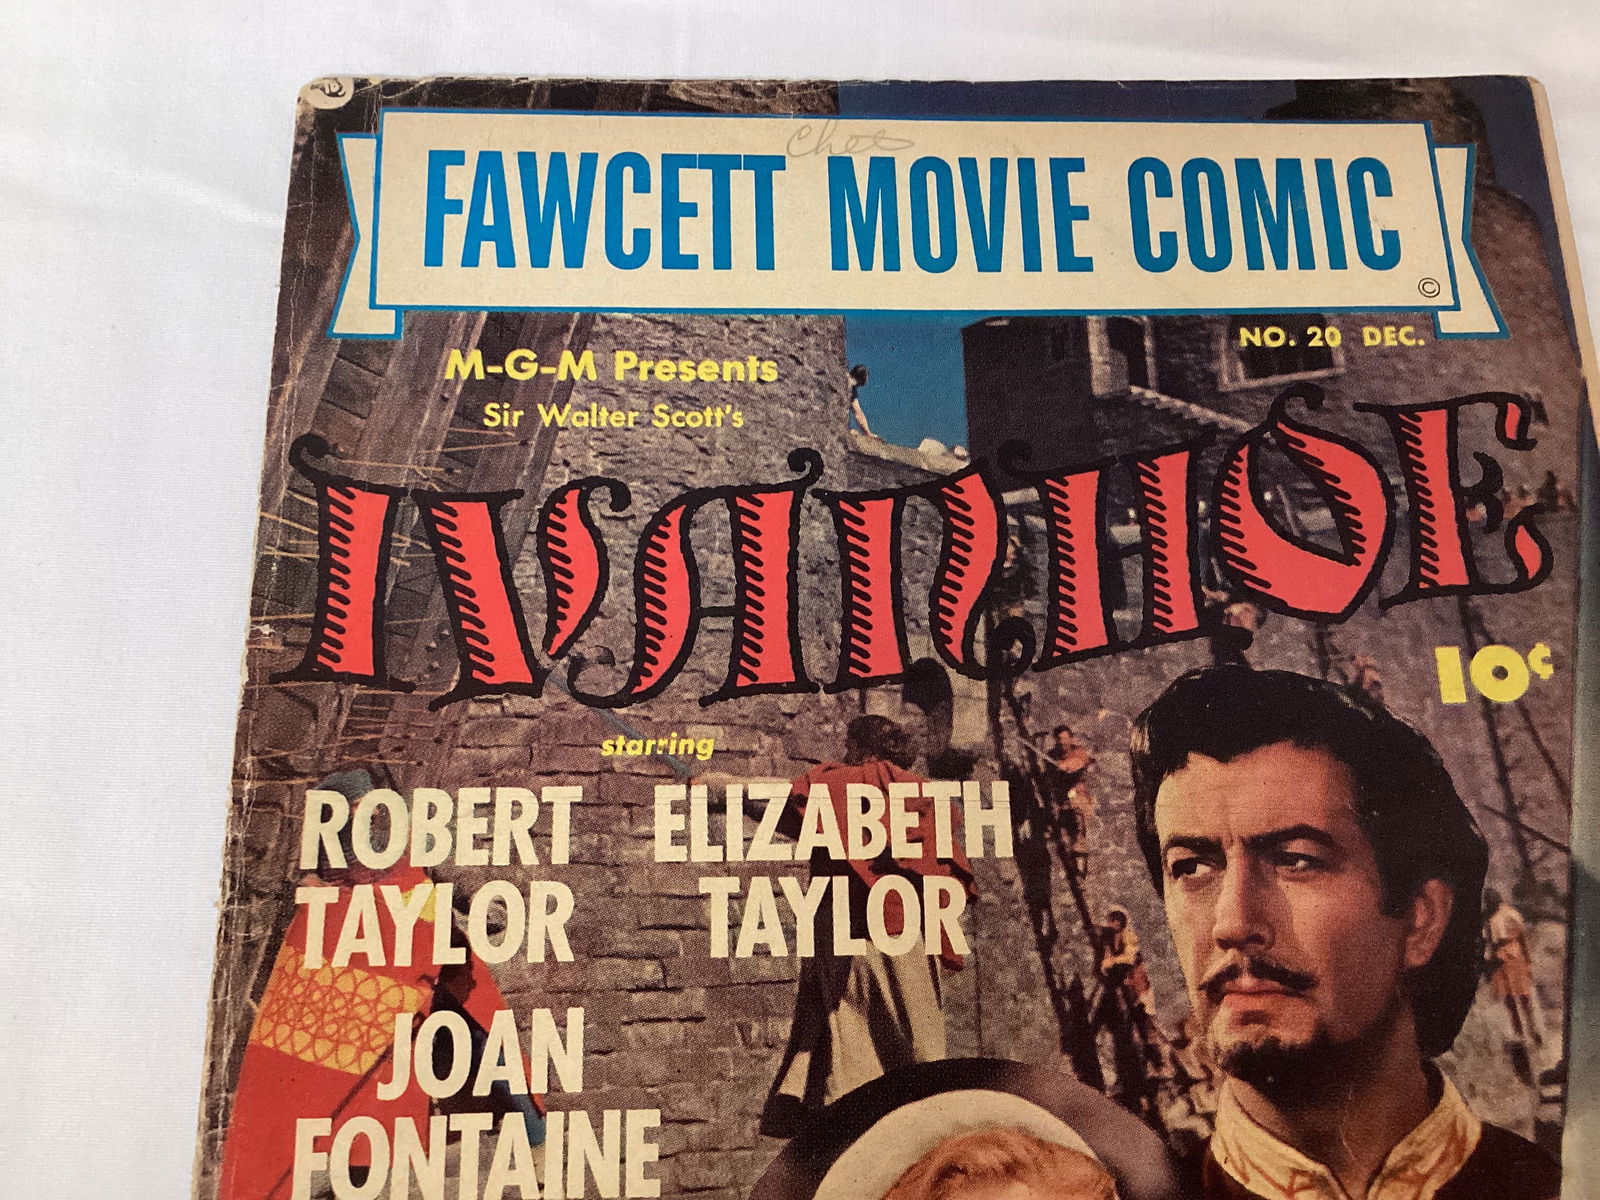 Chet
FAWCETT MOVIE COMIC
©
NO. 20 DEC.
M-G-M Presents
Sir Walter Scott's
IVANHOE
10¢
starring
ROBERT TAYLOR
ELIZABETH TAYLOR
JOAN FONTAINE